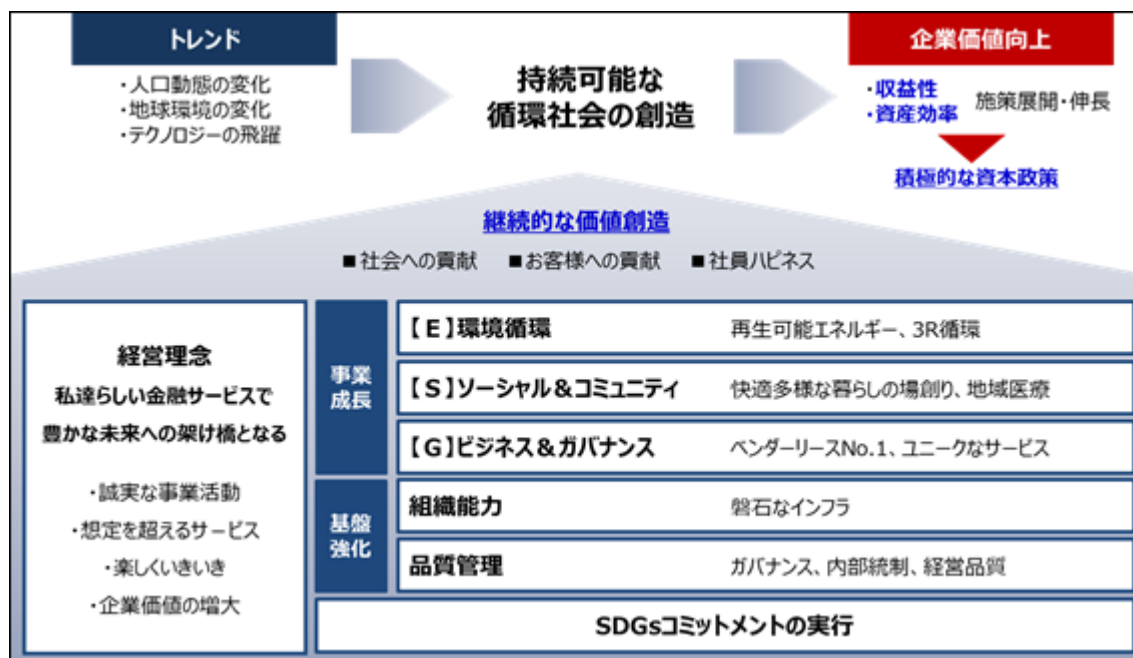 トレンド
・人口動態の変化
・地球環境の変化
・テクノロジーの飛躍
持続可能な
循環社会の創造
企業価値向上
・収益性
・資産効率
施策展開・伸長
積極的な資本政策
継続的な価値創造
■社会への貢献 ■お客様への貢献 ■社員ハピネス
経営理念
私達らしい金融サービスで
豊かな未来への架け橋となる
・誠実な事業活動
・想定を超えるサービス
・楽しくいきいき
・企業価値の増大
事業
成長
【E】環境循環 再生可能エネルギー、3R循環
【S】ソーシャル＆コミュニティ 快適多様な暮らしの場創り、地域医療
【G】ビジネス＆ガバナンス ベンダーリースNo.1、ユニークなサービス
基盤
強化
組織能力 磐石なインフラ
品質管理 ガバナンス、内部統制、経営品質
SDGsコミットメントの実行